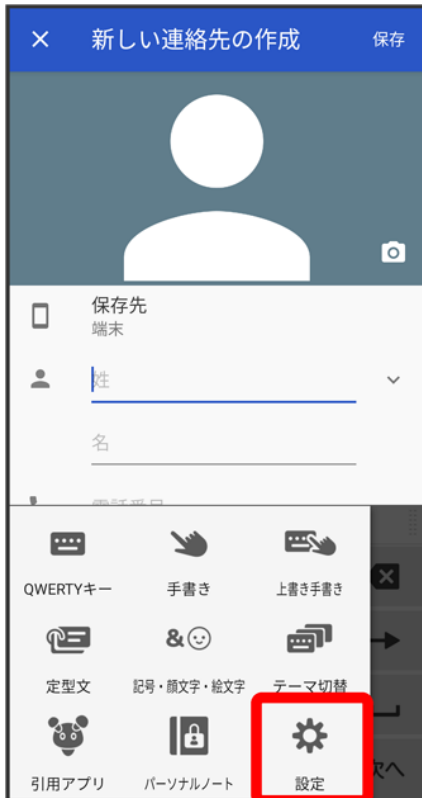 新しい連絡先の作成 保存
保存先
端末
姓
名
QWERTYキー 手書き 上書き手書き
定型文 記号・顔文字・絵文字 テーマ切替
引用アプリ パーソナルノート 設定